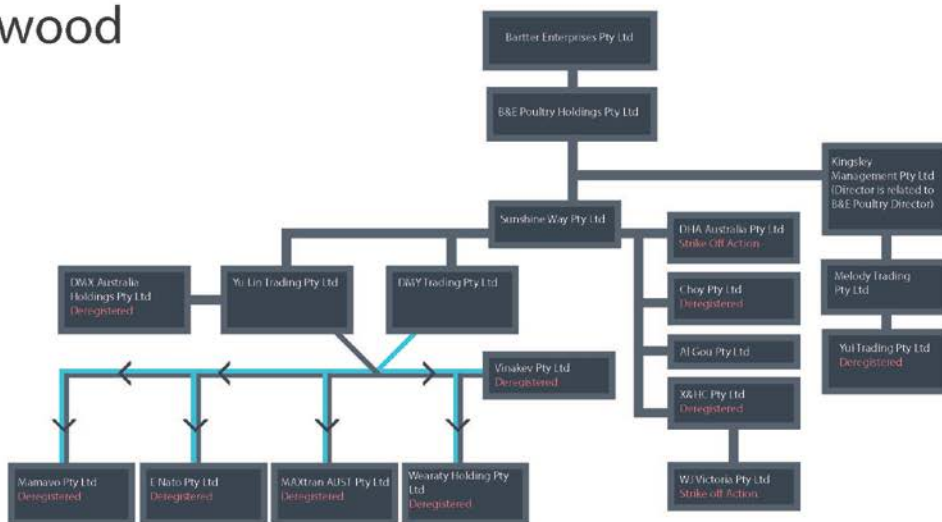 wood
Bartter Enterprises Pty Ltd
B&E Poultry Holdings Pty Ltd
Kingsley
Management Pty Ltd
(Director is related to
B&E Poultry Director)
Sunshine Way Pty Ltd
DHA Australia Pty Ltd
Strike Off Action
DMX Australia
Holdings Pty Ltd
Deregistered
Yu Lin Trading Pty Ltd
DMY Trading Pty Ltd
Choy Pty Ltd
Deregistered
Melody Trading
Pty Ltd
Al Gou Pty Ltd
Yui Trading Pty Ltd
Deregistered
Vinakev Pty Ltd
Deregistered
X&HC Pty Ltd
Deregistered
Mamavo Pty Ltd
Deregistered
E Nato Pty Ltd
Deregistered
MAXtran AUST Pty Ltd
Deregistered
Wearaty Holding Pty
Ltd
Deregistered
WJ Victoria Pty Ltd
Strike off Action